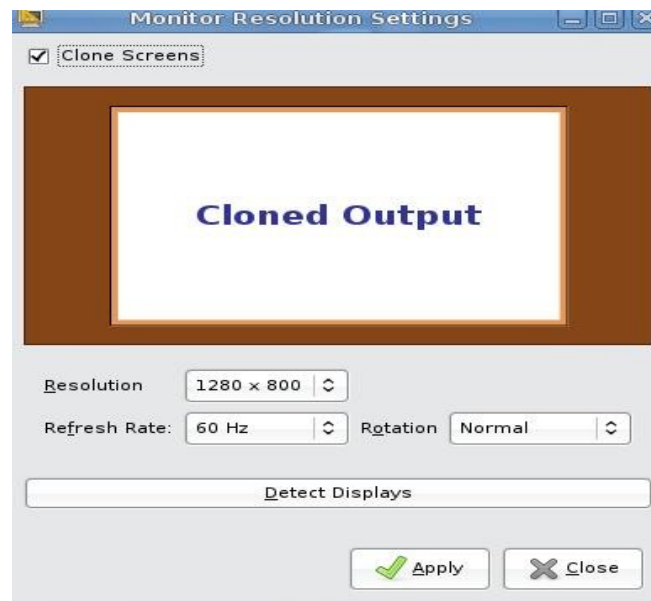 Monitor Resolution Settings
Clone Screens
Cloned Output
Resolution 1280 x 800
Refresh Rate: 60 Hz Rotation Normal
Detect Displays
Apply Close